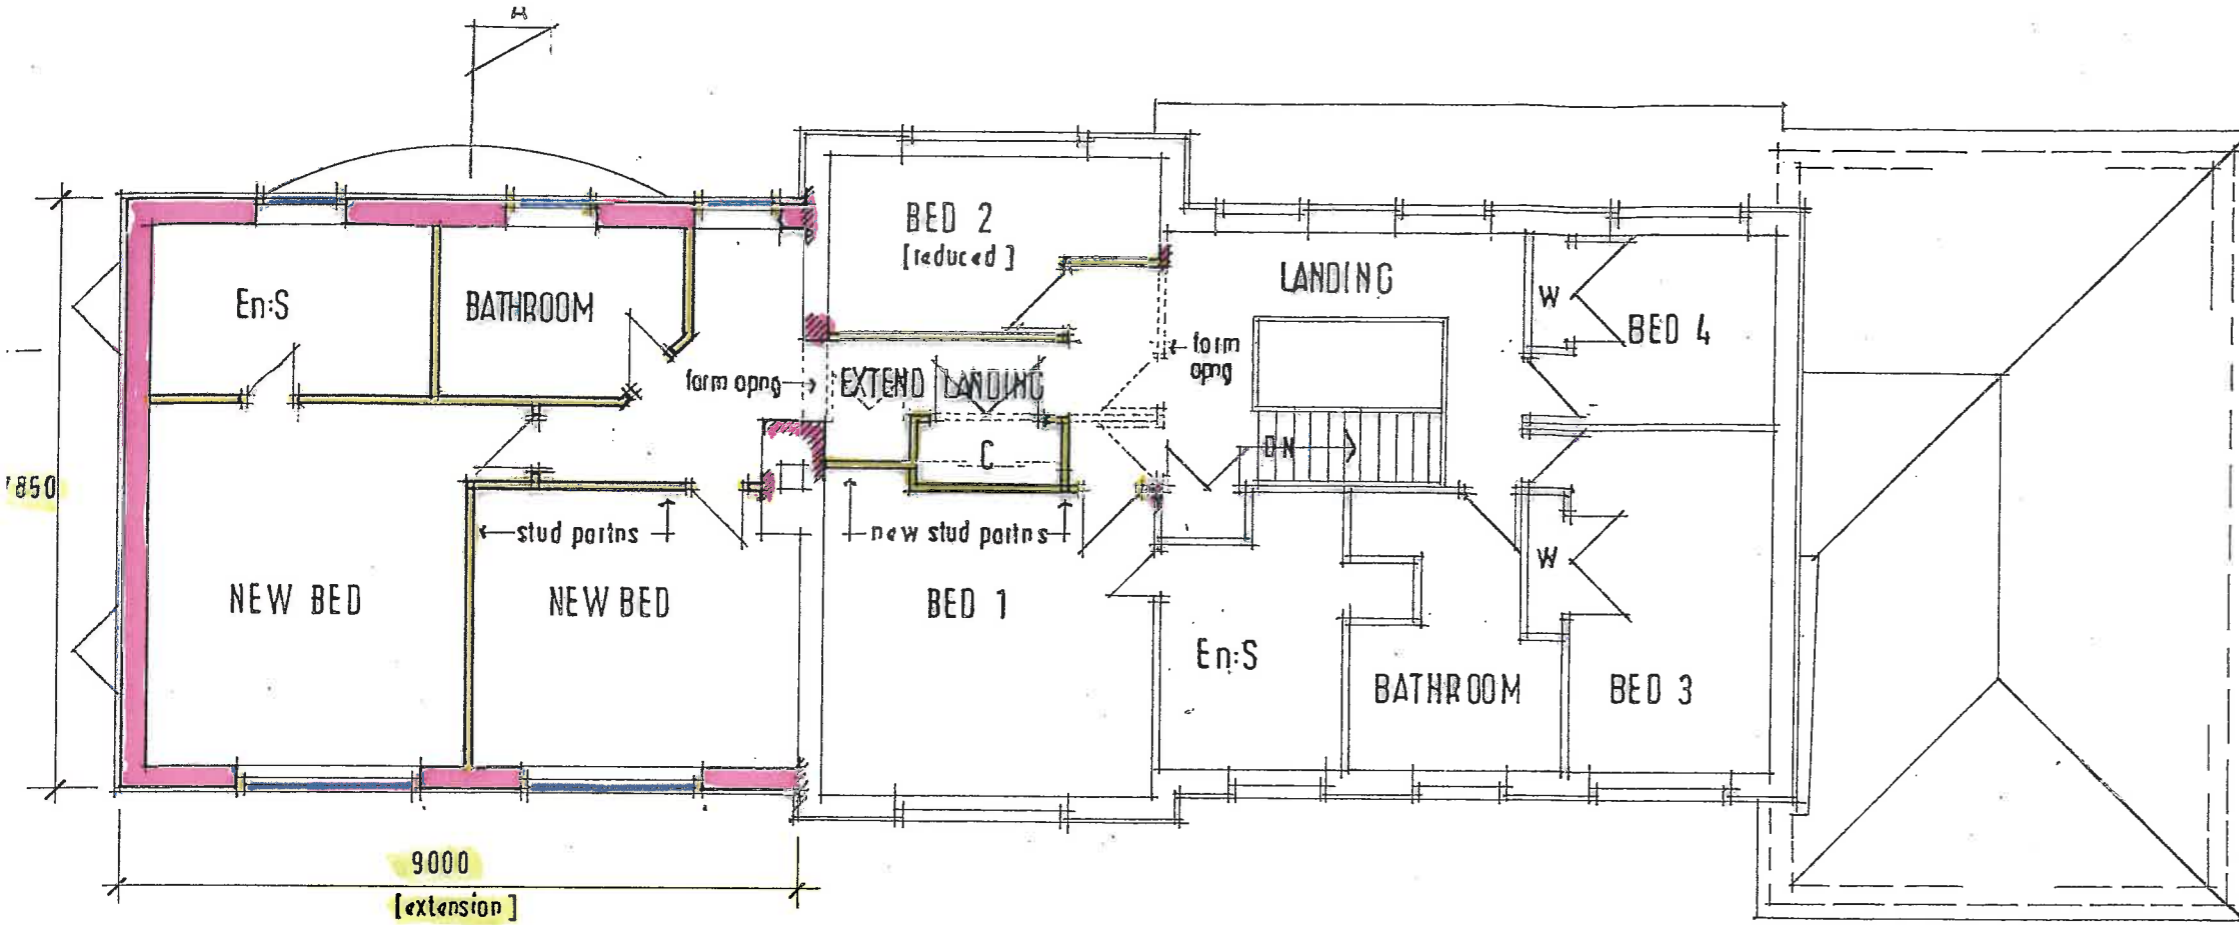 A
BED 2
[reduced]
LANDING
En:S
BATHROOM
W
BED 4
form opng
EXTEND LANDING
form
opng
C
DN
850
stud partns
new stud partns
W
NEW BED
NEW BED
BED 1
En:S
BATHROOM
BED 3
9000
[extension]